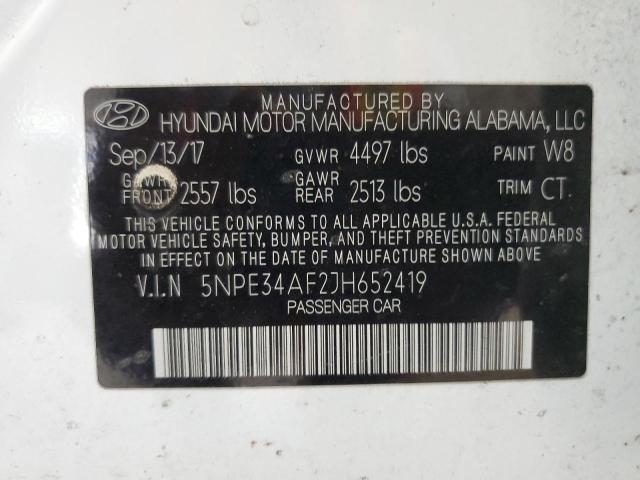 MANUFACTURED BY
HYUNDAI MOTOR MANUFACTURING ALABAMA, LLC
Sep/13/17 GVWR 4497 lbs PAINT W8
GAWR FRONT 2557 lbs GAWR REAR 2513 lbs TRIM CT
THIS VEHICLE CONFORMS TO ALL APPLICABLE U.S.A. FEDERAL
MOTOR VEHICLE SAFETY, BUMPER, AND THEFT PREVENTION
STANDARDS IN EFFECT ON THE DATE OF MANUFACTURE SHOWN ABOVE
V.I.N 5NPE34AF2JH652419
PASSENGER CAR